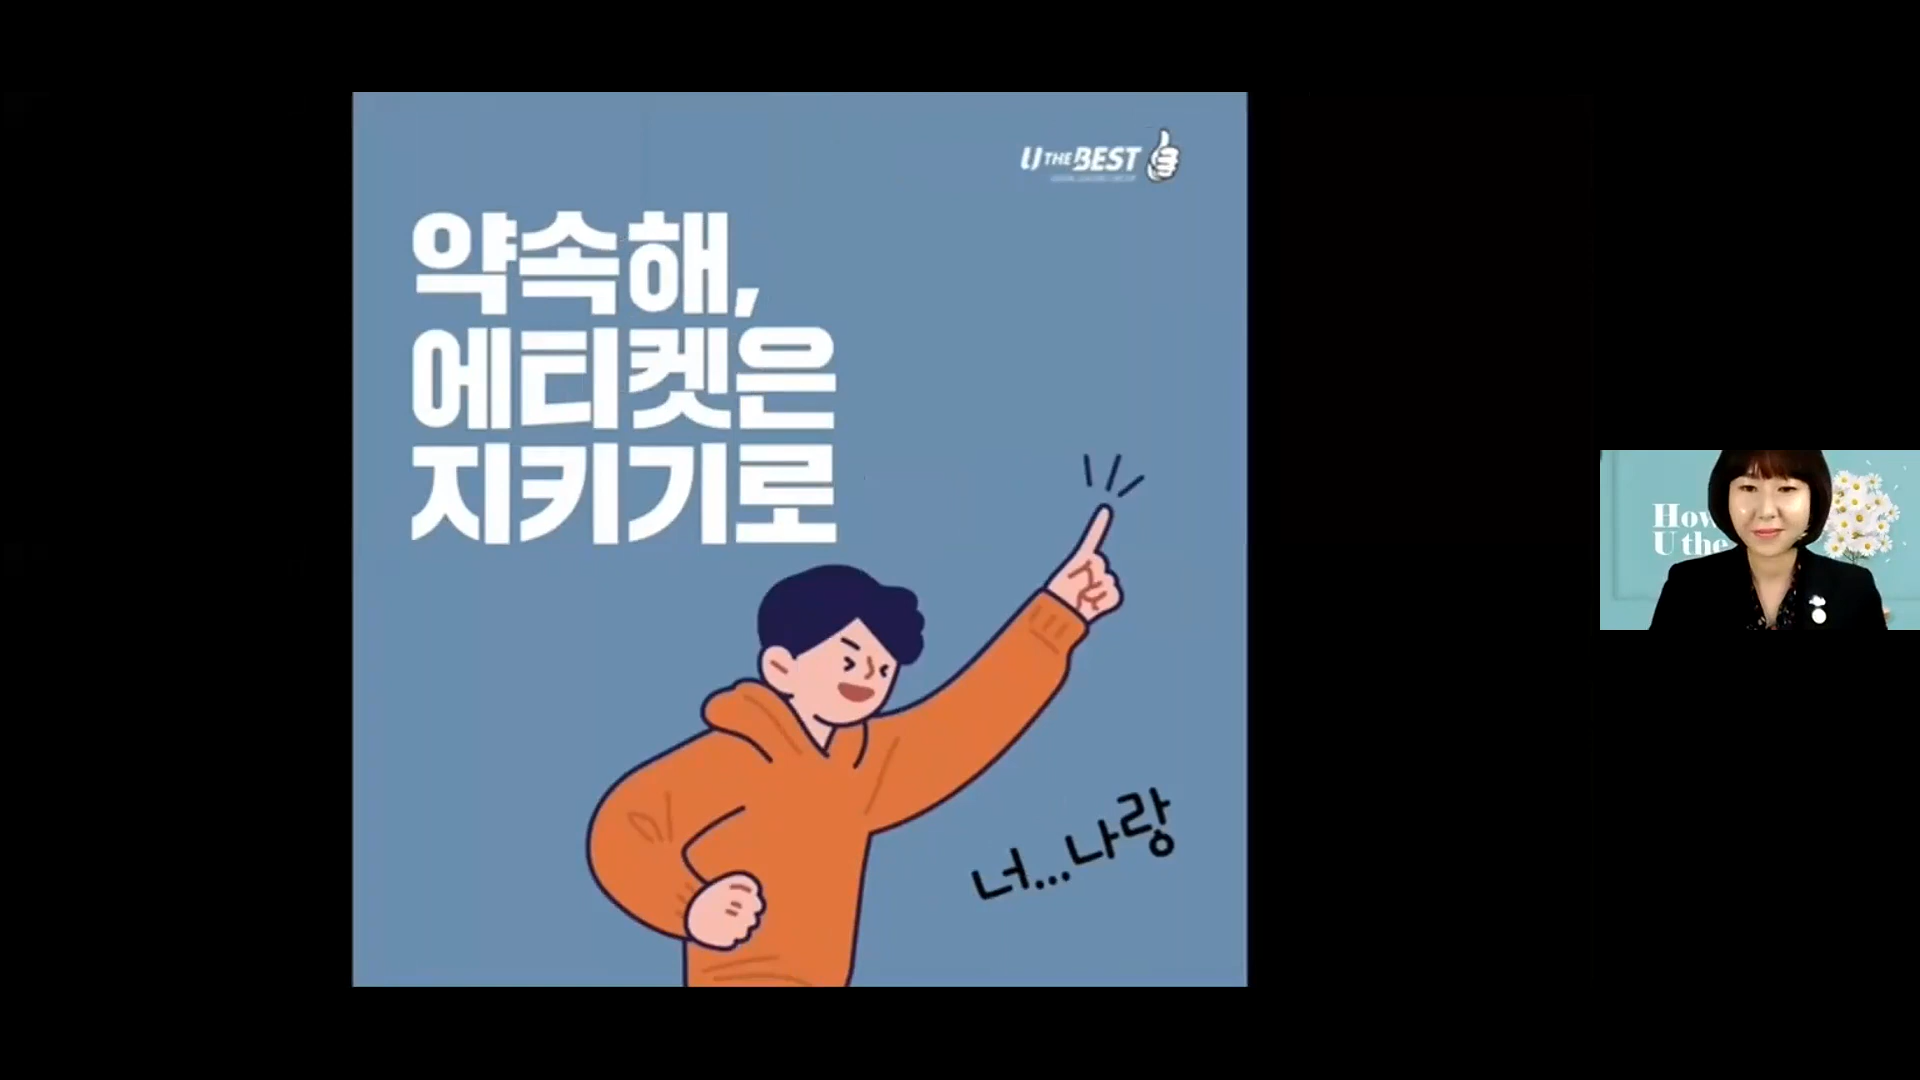 U THE BEST
약속해,
에티켓은
지키기로
너...나랑
How
U the